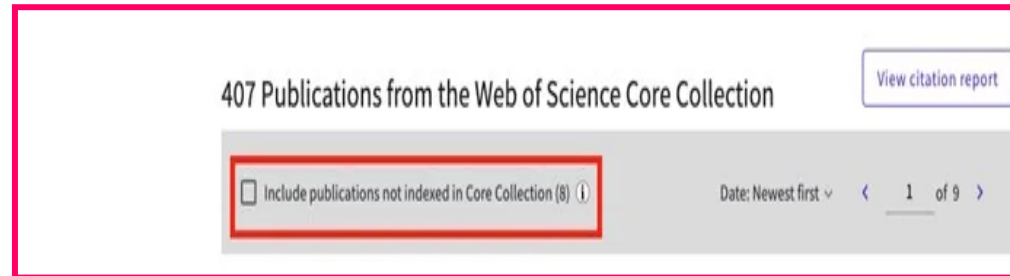 View citation report
407 Publications from the Web of Science Core Collection
Include publications not indexed in Core Collection (8)
Date: Newest first
1 of 9